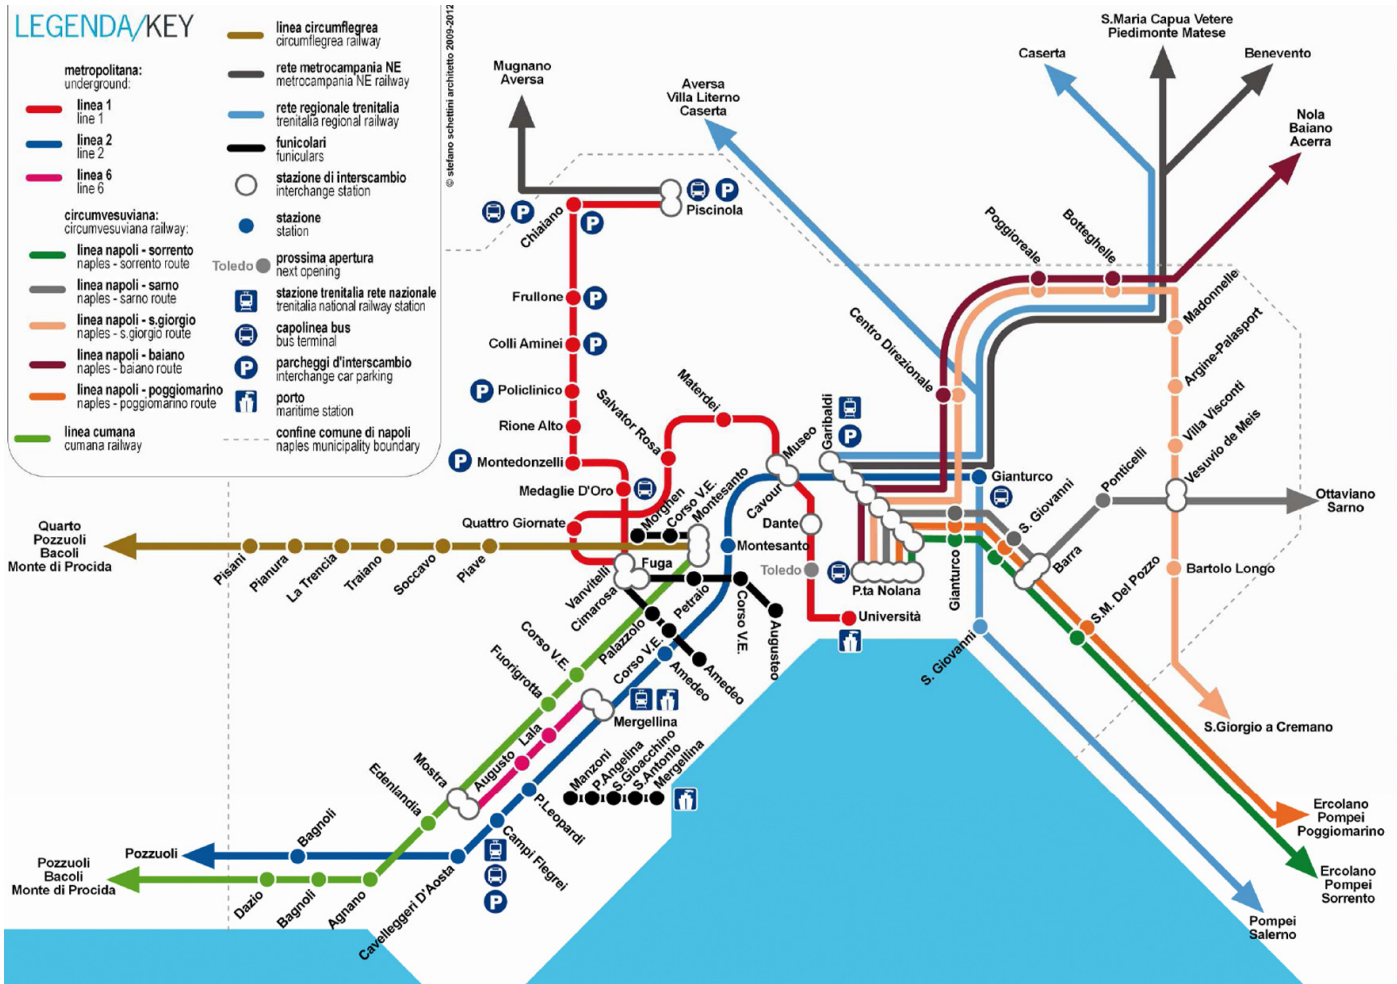 LEGENDA/KEY
metropolitana:
underground:
linea 1
line 1
linea 2
line 2
linea 6
line 6
circumvesuviana:
circumvesuviana railway:
linea napoli - sorrento
naples - sorrento route
linea napoli - sarno
naples - sarno route
linea napoli - s.giorgio
naples - s.giorgio route
linea napoli - baiano
naples - baiano route
linea napoli - poggiomarino
naples - poggiomarino route
linea cumana
cumana railway
linea circumflegrea
circumflegrea railway
rete metrocampania NE
metrocampania NE railway
rete regionale trenitalia
trenitalia regional railway
funicolari
funiculars
stazione di interscambio
interchange station
stazione
station
Toledo
prossima apertura
next opening
stazione trenitalia rete nazionale
trenitalia national railway station
capolinea bus
bus terminal
P
parcheggi d'interscambio
interchange car parking
porto
maritime station
confine comune di napoli
naples municipality boundary
© stefano schettini architetto 2009-2012
Mugnano
Aversa
Aversa
Villa Literno
Caserta
Caserta
S.Maria Capua Vetere
Piedimonte Matese
Benevento
Nola
Baiano
Acerra
P
Piscinola
P
Chiaiano
P
Frullone
P
Colli Aminei
P
P
Policlinico
Rione Alto
P
Montedonzelli
Medaglie D'Oro
Quattro Giornate
Salvator Rosa
Materdei
Museo
Cavour
Dante
Toledo
Università
Garibaldi
P
Centro Direzionale
Poggioreale
Botteghelle
Madonnelle
Argine-Palasport
Villa Visconti
Vesuvio de Meis
Gianturco
Ponticelli
S. Giovanni
Barra
Ottaviano
Sarno
Bartolo Longo
S.M. Del Pozzo
S.Giorgio a Cremano
P.ta Nolana
Gianturco
S. Giovanni
Ercolano
Pompei
Poggiomarino
Ercolano
Pompei
Sorrento
Pompei
Salerno
Quarto
Pozzuoli
Bacoli
Monte di Procida
Pisani
Pianura
La Trencia
Traiano
Soccavo
Piave
Morghen
Corso V.E.
Montesanto
Montesanto
Vanvitelli
Cimarosa
Fuga
Petraio
Corso V.E.
Augusteo
Palazzolo
Corso V.E.
Amedeo
Amedeo
Corso V.E.
Fuorigrotta
Mergellina
Lala
Augusto
Mostra
Edenlandia
Manzoni
P.Angelina
S.Gioacchino
S.Antonio
Mergellina
P.Leopardi
Campi Flegrei
P
Cavelleggeri D'Aosta
Bagnoli
Pozzuoli
Pozzuoli
Bacoli
Monte di Procida
Dazio
Bagnoli
Agnano